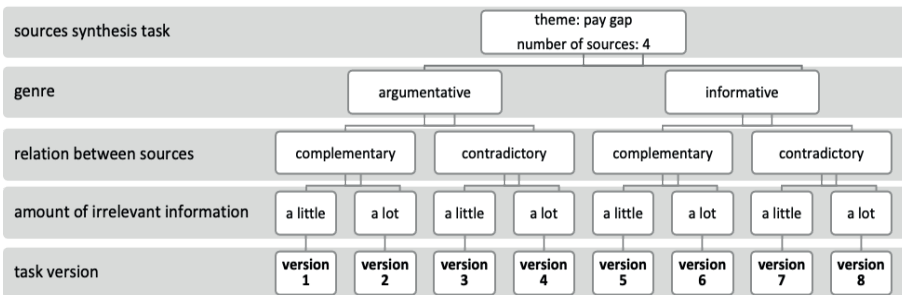 sources synthesis task
theme: pay gap
number of sources: 4
genre
argumentative
informative
relation between sources
complementary
contradictory
complementary
contradictory
amount of irrelevant information
a little
a lot
a little
a lot
a little
a lot
a little
a lot
task version
version
1
version
2
version
3
version
4
version
5
version
6
version
7
version
8